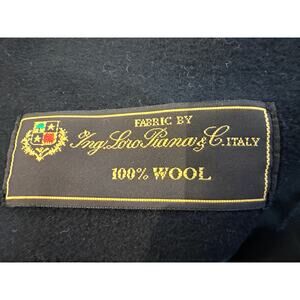 FABRIC BY
Ing. Loro Piana & C. ITALY
100% WOOL